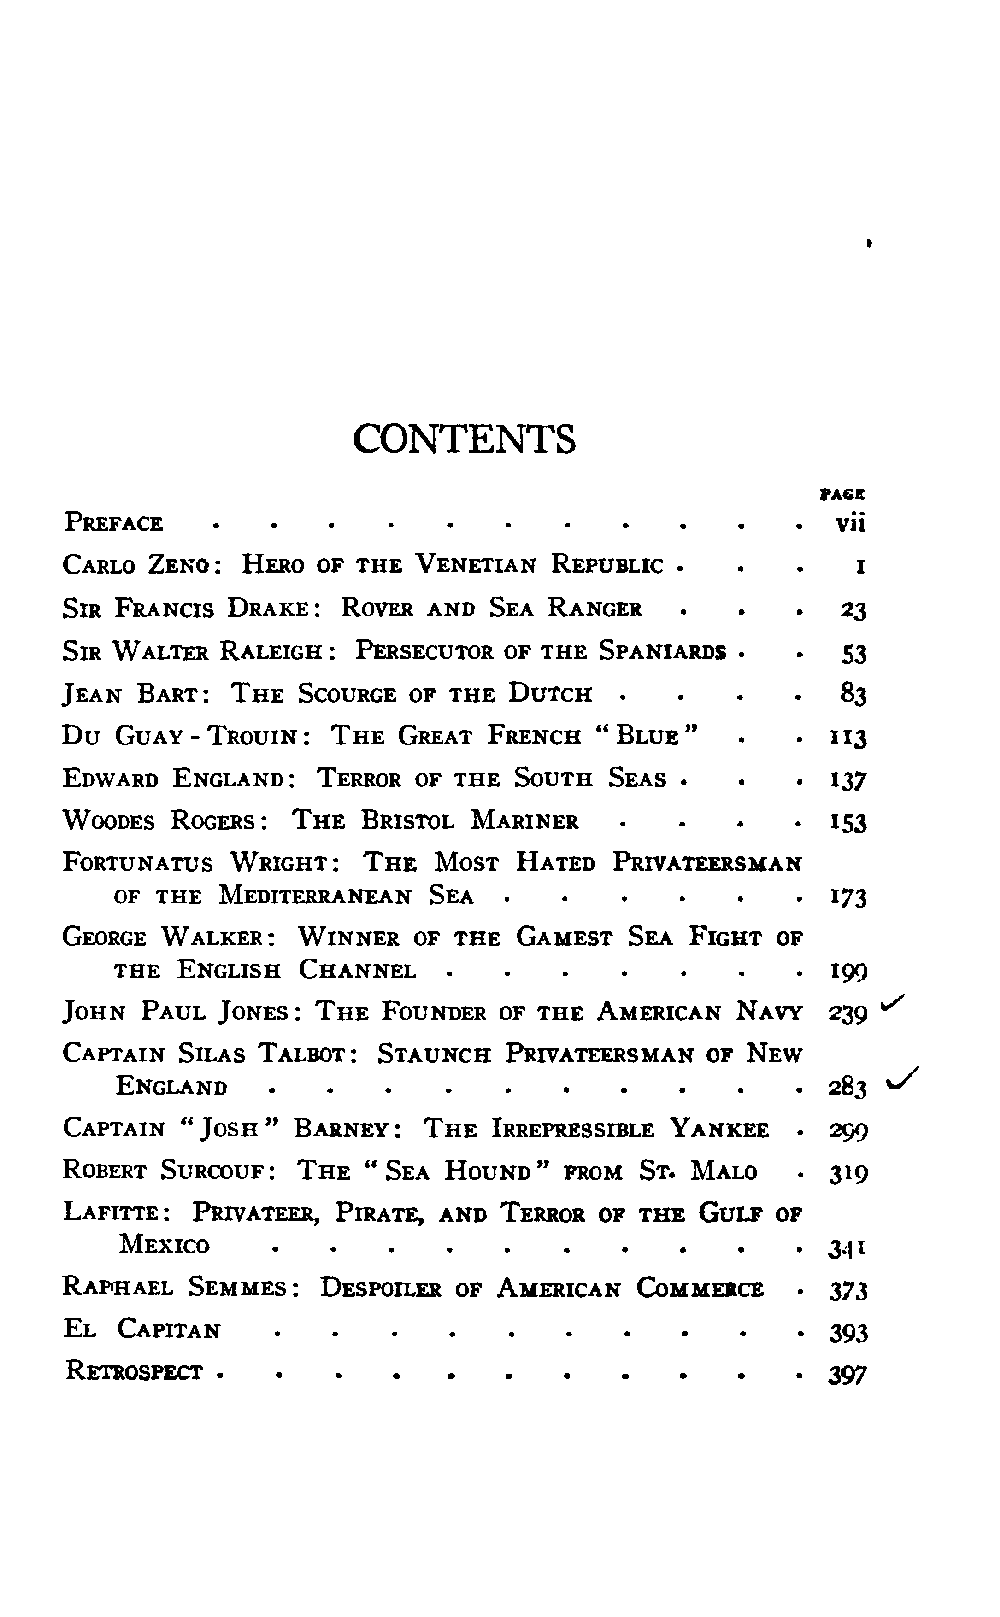 CONTENTS
PAGE
PREFACE . . . . . . . . . . . vii
CARLO ZENO: HERO OF THE VENETIAN REPUBLIC . . . 1
SIR FRANCIS DRAKE: ROVER AND SEA RANGER . . . 23
SIR WALTER RALEIGH: PERSECUTOR OF THE SPANIARDS . . 53
JEAN BART: THE SCOURGE OF THE DUTCH . . . . 83
DU GUAY-TROUIN: THE GREAT FRENCH "BLUE" . . 113
EDWARD ENGLAND: TERROR OF THE SOUTH SEAS . . . 137
WOODES ROGERS: THE BRISTOL MARINER . . . . 153
FORTUNATUS WRIGHT: THE MOST HATED PRIVATEERSMAN
OF THE MEDITERRANEAN SEA . . . . . . 173
GEORGE WALKER: WINNER OF THE GAMEST SEA FIGHT OF
THE ENGLISH CHANNEL . . . . . . . 199
JOHN PAUL JONES: THE FOUNDER OF THE AMERICAN NAVY 239 ✓
CAPTAIN SILAS TALBOT: STAUNCH PRIVATEERSMAN OF NEW
ENGLAND . . . . . . . . . . 283 ✓
CAPTAIN "JOSH" BARNEY: THE IRREPRESSIBLE YANKEE . 299
ROBERT SURCOUF: THE "SEA HOUND" FROM ST. MALO . 319
LAFITTE: PRIVATEER, PIRATE, AND TERROR OF THE GULF OF
MEXICO . . . . . . . . . . 341
RAPHAEL SEMMES: DESPOILER OF AMERICAN COMMERCE . 373
EL CAPITAN . . . . . . . . . . 393
RETROSPECT . . . . . . . . . . . 397